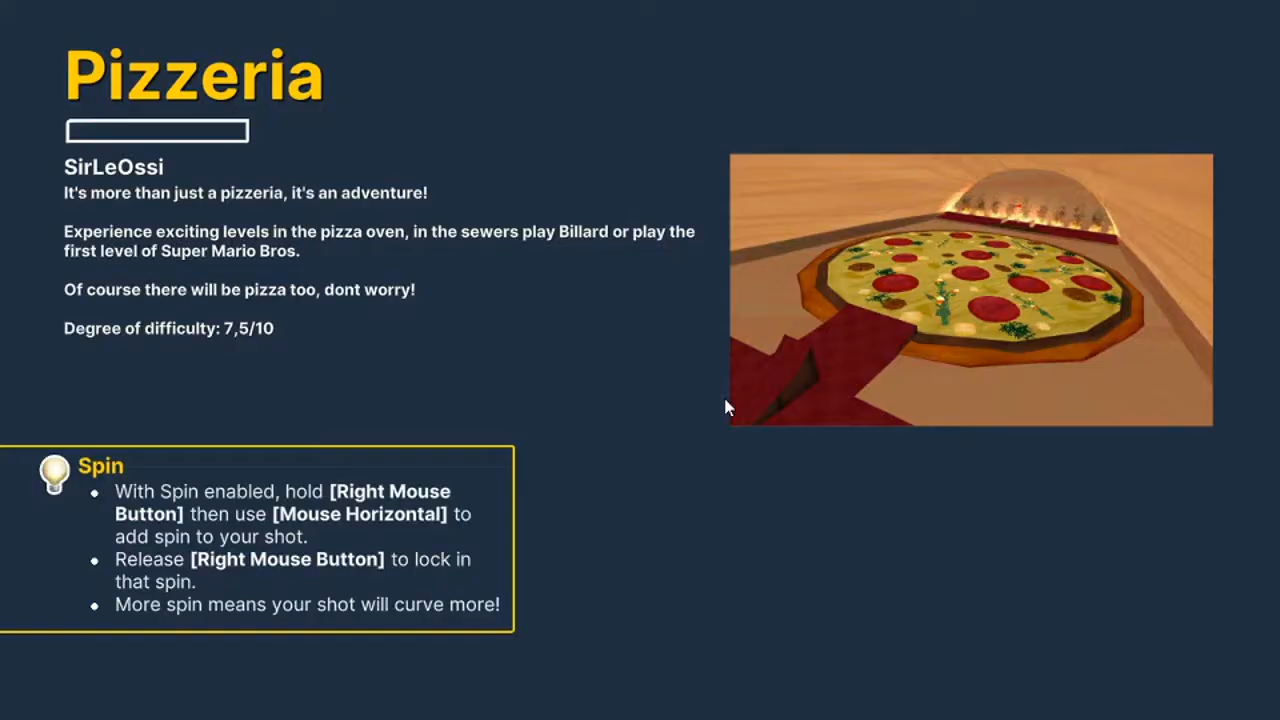 Pizzeria
SirLeOssi
It's more than just a pizzeria, it's an adventure!
Experience exciting levels in the pizza oven, in the sewers play Billard or play the
first level of Super Mario Bros.
Of course there will be pizza too, dont worry!
Degree of difficulty: 7,5/10
Spin
• With Spin enabled, hold [Right Mouse
Button] then use [Mouse Horizontal] to
add spin to your shot.
• Release [Right Mouse Button] to lock in
that spin.
• More spin means your shot will curve more!